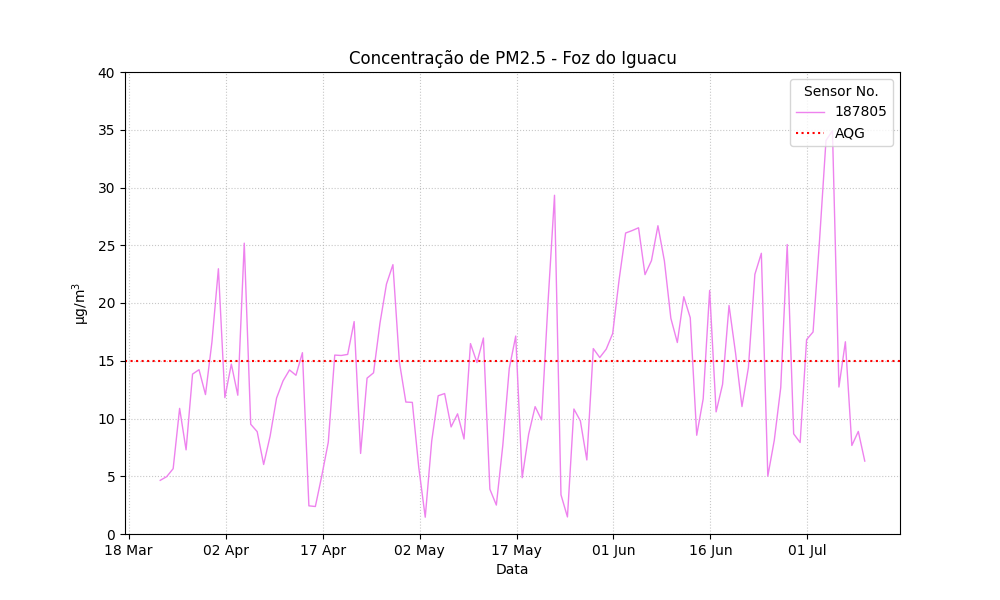 Concentração de PM2.5 - Foz do Iguacu
Sensor No.
187805
AQG
40
35
30
25
20
15
10
5
0
µg/m³
18 Mar
02 Apr
17 Apr
02 May
17 May
01 Jun
16 Jun
01 Jul
Data